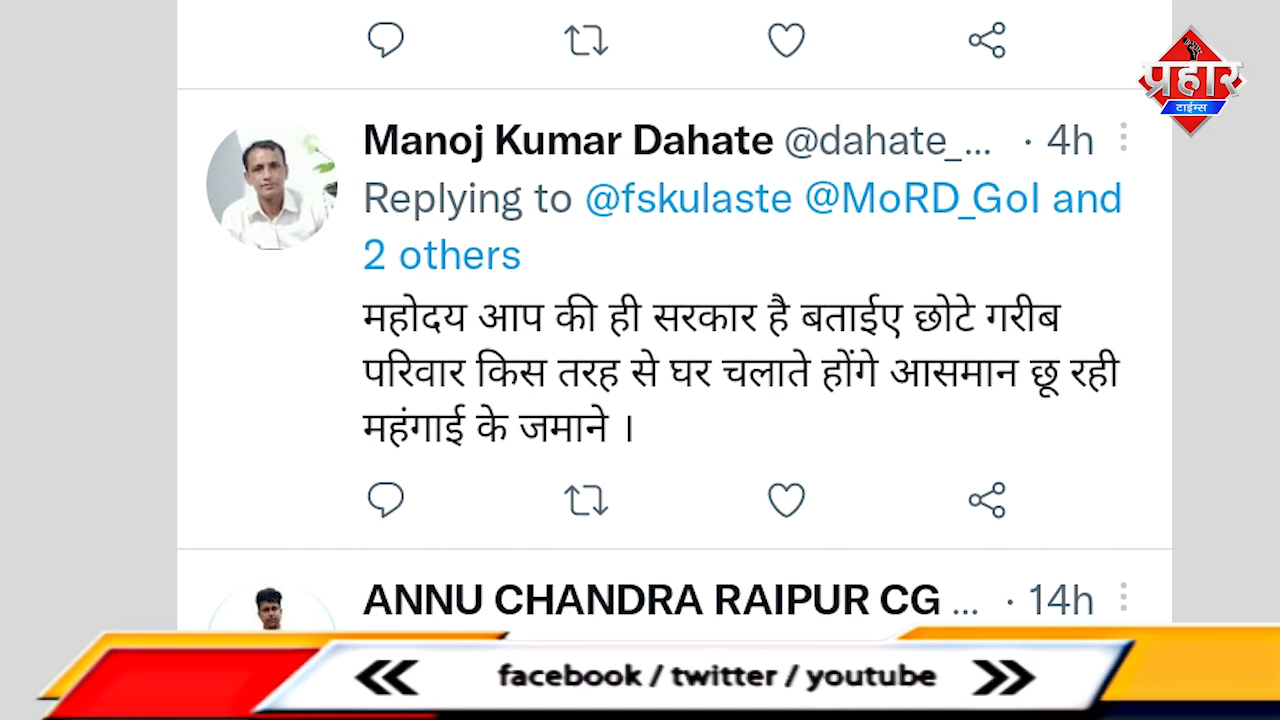 प्रहार
टाईम्स
Manoj Kumar Dahate @dahate_... · 4h
Replying to @fskulaste @MoRD_GoI and
2 others
महोदय आप की ही सरकार है बताईए छोटे गरीब
परिवार किस तरह से घर चलाते होंगे आसमान छू रही
महंगाई के जमाने ।
ANNU CHANDRA RAIPUR CG ... · 14h
facebook / twitter / youtube